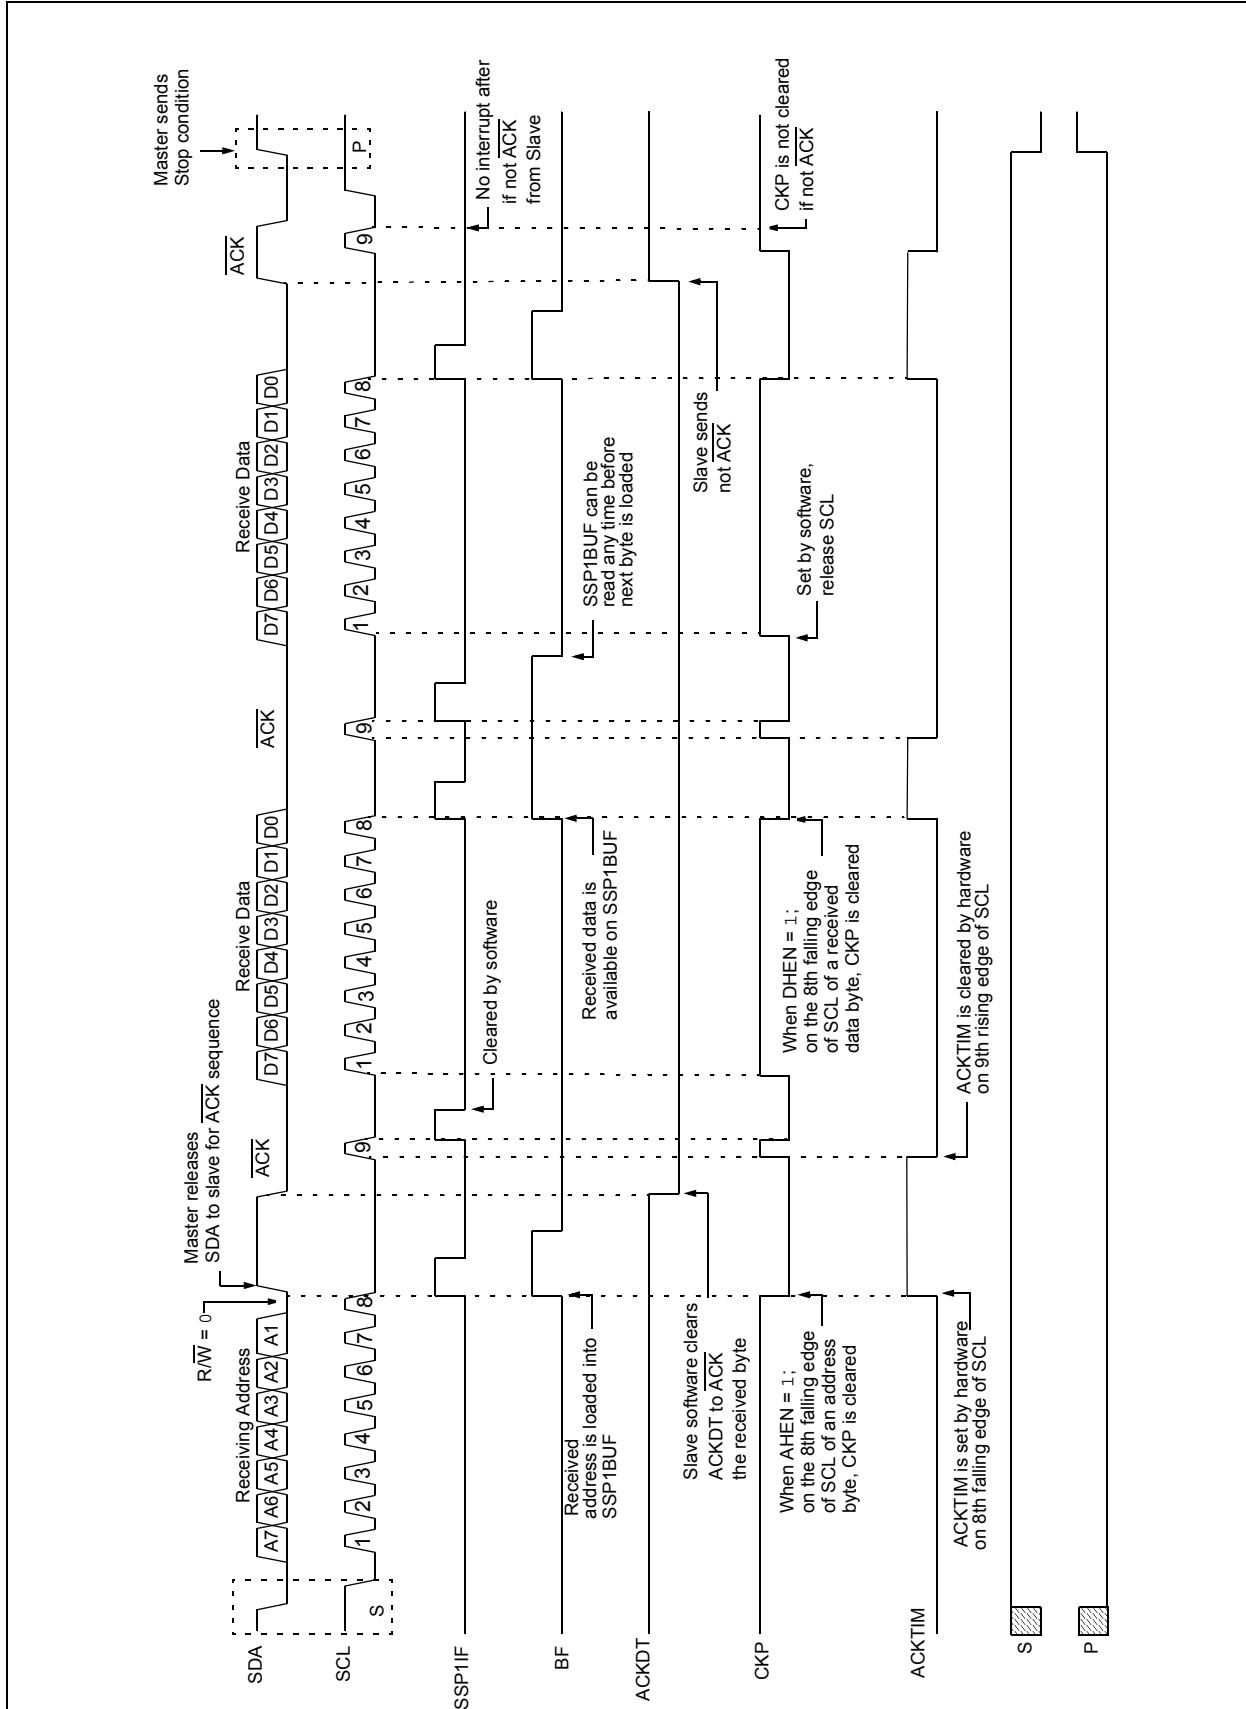 Master releases
SDA to slave for ACK sequence
Master sends
Stop condition
R/W = 0
Receiving Address
ACK
Receive Data
ACK
Receive Data
ACK
SDA
A7 A6 A5 A4 A3 A2 A1
D7 D6 D5 D4 D3 D2 D1 D0
D7 D6 D5 D4 D3 D2 D1 D0
SCL
S
1 2 3 4 5 6 7 8 9
1 2 3 4 5 6 7 8 9
1 2 3 4 5 6 7 8 9
P
SSP1IF
Cleared by software
No interrupt after
if not ACK
from Slave
BF
Received
address is loaded into
SSP1BUF
Received data is
available on SSP1BUF
SSP1BUF can be
read any time before
next byte is loaded
ACKDT
Slave software clears
ACKDT to ACK
the received byte
Slave sends
not ACK
CKP
When AHEN = 1;
on the 8th falling edge
of SCL of an address
byte, CKP is cleared
When DHEN = 1;
on the 8th falling edge
of SCL of a received
data byte, CKP is cleared
Set by software,
release SCL
CKP is not cleared
if not ACK
ACKTIM
ACKTIM is set by hardware
on 8th falling edge of SCL
ACKTIM is cleared by hardware
on 9th rising edge of SCL
S
P